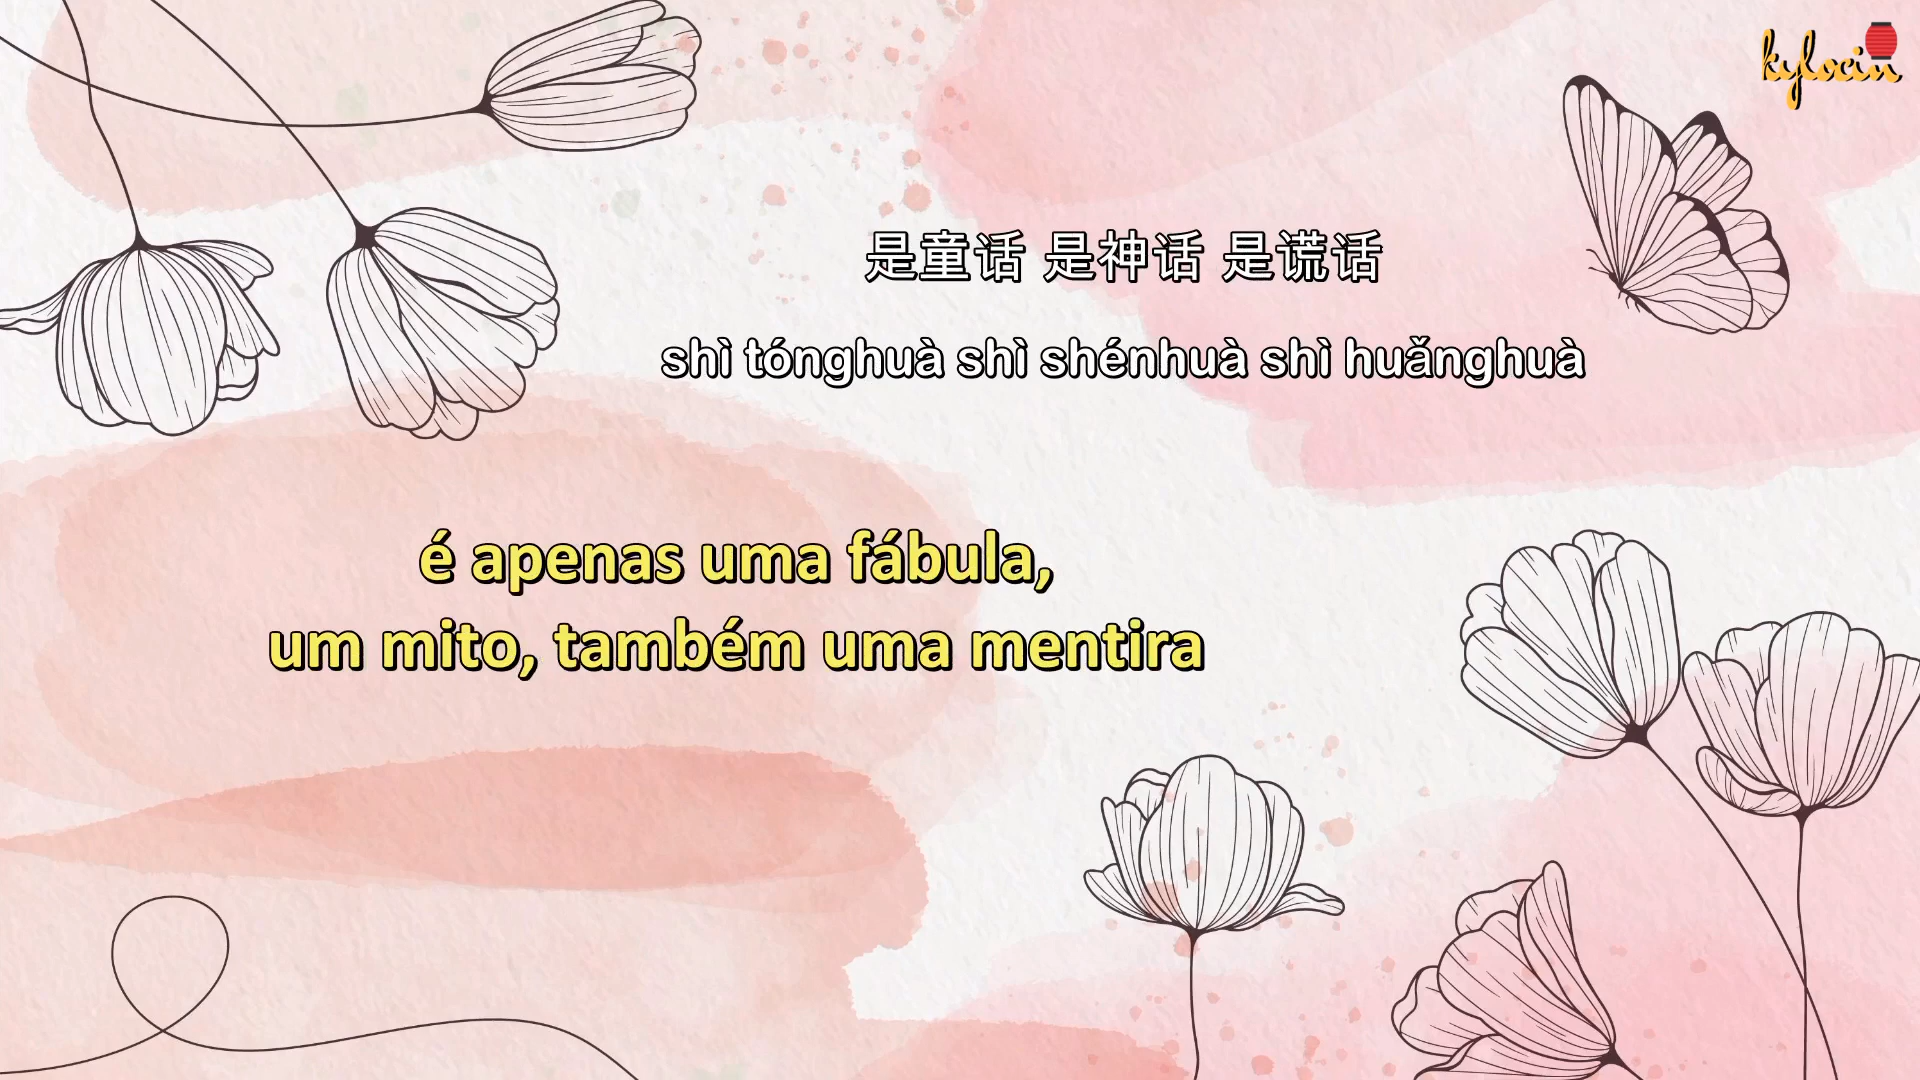 kylocin
是童话 是神话 是谎话
shì tónghuà shì shénhuà shì huǎnghuà
é apenas uma fábula,
um mito, também uma mentira